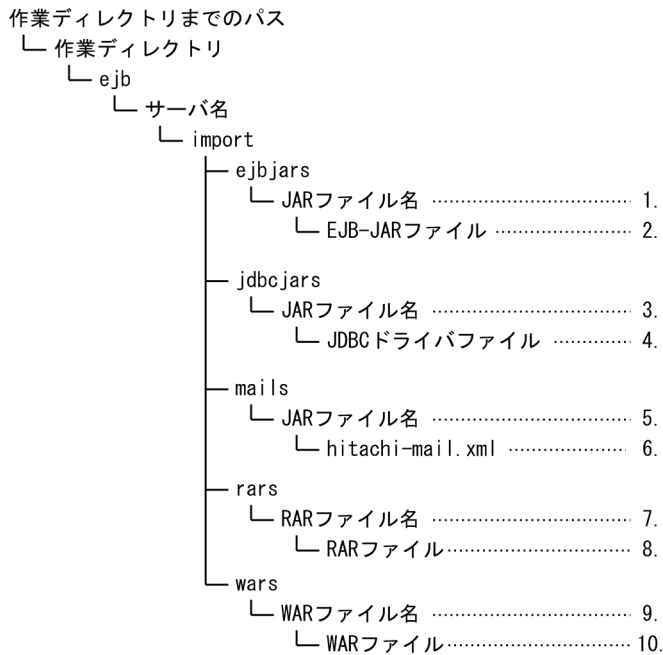 作業ディレクトリまでのパス
作業ディレクトリ
ejb
サーバ名
import
ejbjars
JARファイル名 ………………………… 1.
EJB-JARファイル ………………… 2.
jdbcjars
JARファイル名 ………………………… 3.
JDBCドライバファイル ………… 4.
mails
JARファイル名 ………………………… 5.
hitachi-mail.xml ……………… 6.
rars
RARファイル名 ………………………… 7.
RARファイル ……………………… 8.
wars
WARファイル名 ………………………… 9.
WARファイル ……………………… 10.